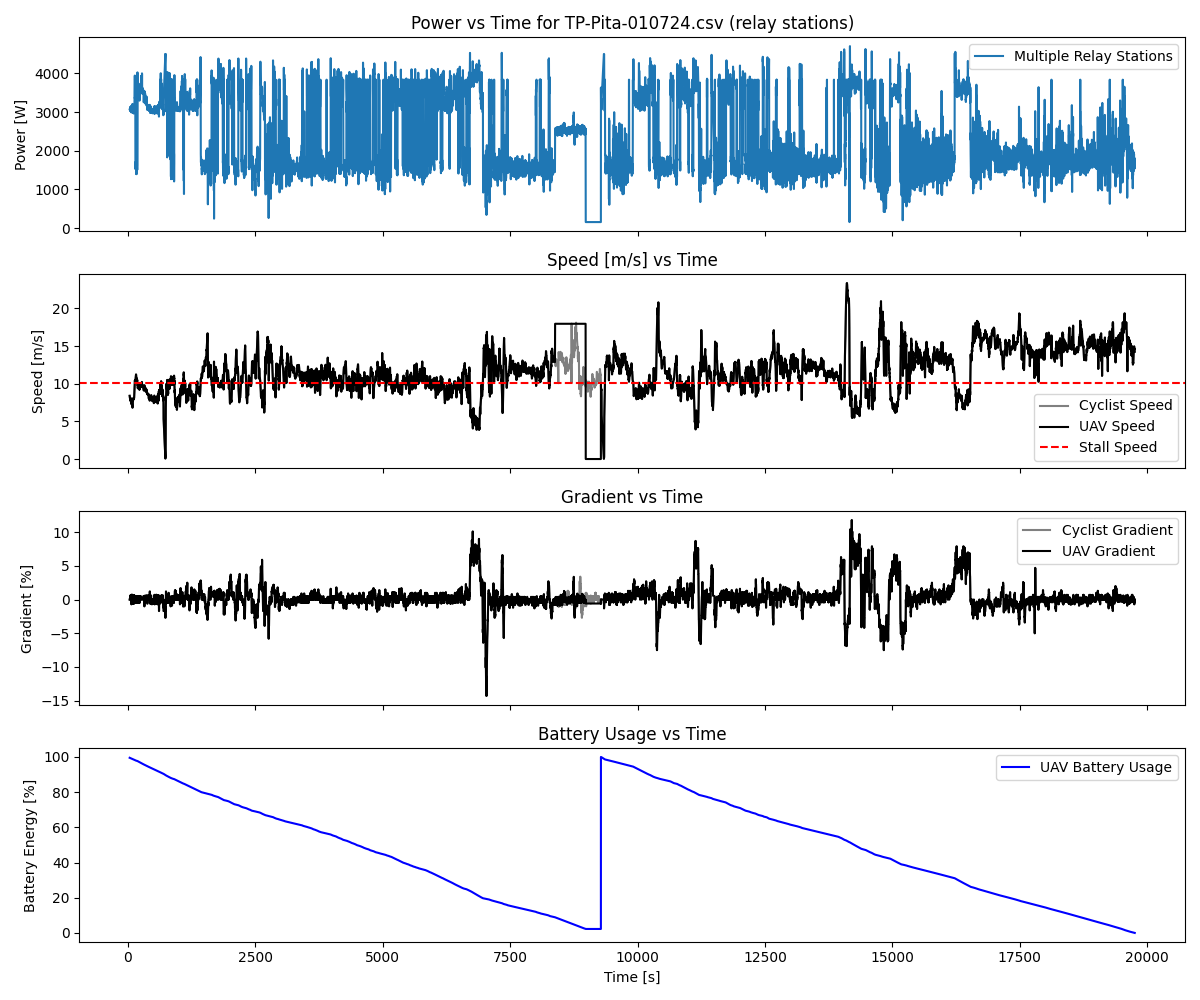 Power vs Time for TP-Pita-010724.csv (relay stations)
Power [W]
4000
3000
2000
1000
0
Multiple Relay Stations
Speed [m/s] vs Time
Speed [m/s]
20
15
10
5
0
Cyclist Speed
UAV Speed
Stall Speed
Gradient vs Time
Gradient [%]
10
5
0
−5
−10
−15
Cyclist Gradient
UAV Gradient
Battery Usage vs Time
Battery Energy [%]
100
80
60
40
20
0
UAV Battery Usage
0 2500 5000 7500 10000 12500 15000 17500 20000
Time [s]